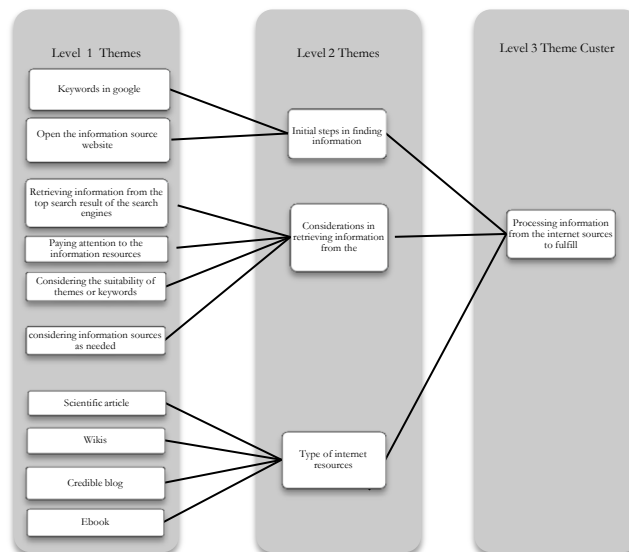 Level 1 Themes
Keywords in google
Open the information source
website
Retrieving information from the
top search result of the search
engines
Paying attention to the
information resources
Considering the suitability of
themes or keywords
considering information sources
as needed
Scientific article
Wikis
Credible blog
Ebook
Level 2 Themes
Initial steps in finding
information
Considerations in
retrieving information
from the
Type of internet
resources
Level 3 Theme Custer
Processing information
from the internet sources
to fulfill